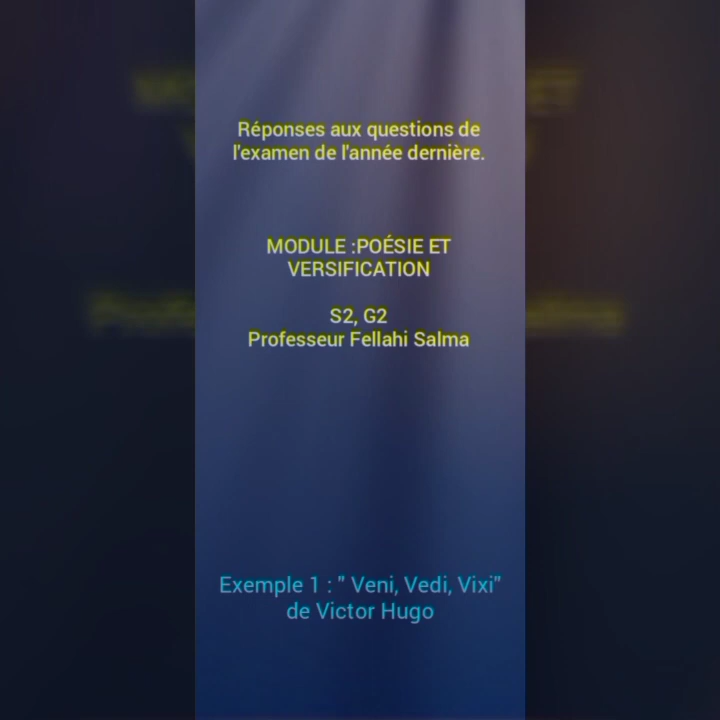 Réponses aux questions de
l'examen de l'année dernière.
MODULE :POÉSIE ET
VERSIFICATION
S2, G2
Professeur Fellahi Salma
Exemple 1 : " Veni, Vedi, Vixi"
de Victor Hugo